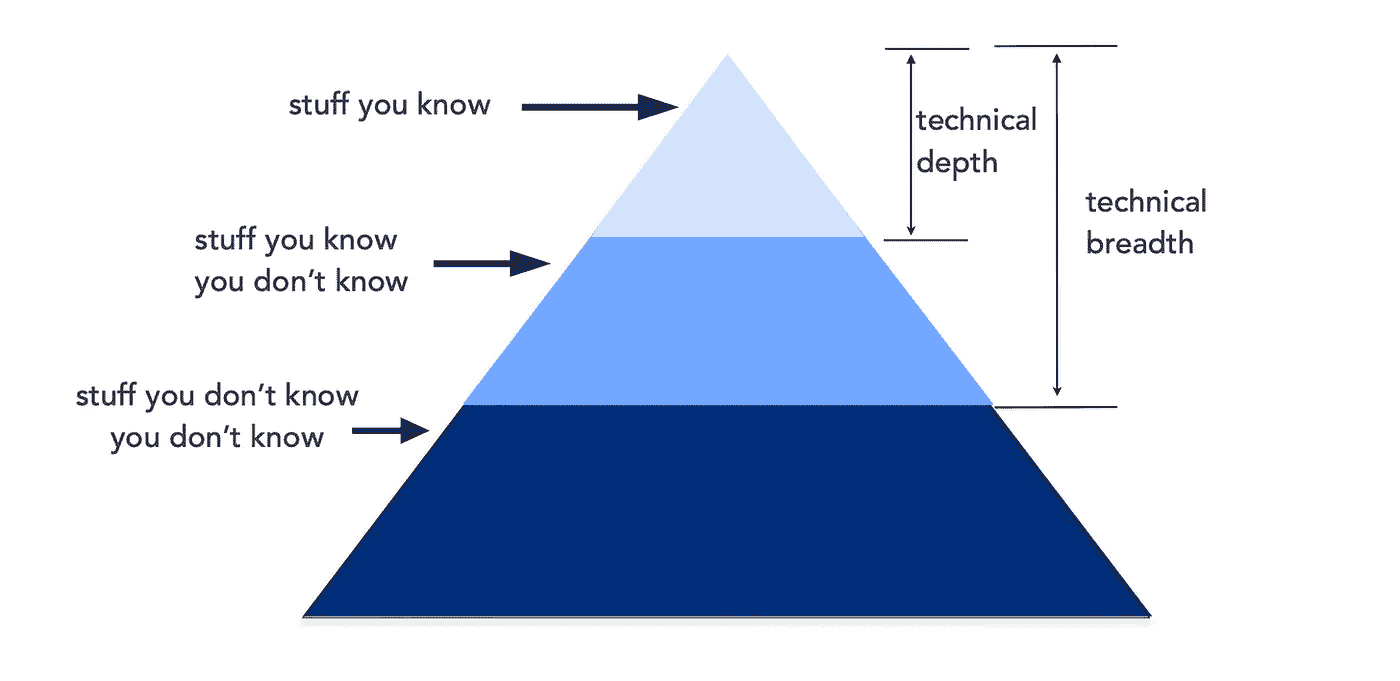 stuff you know
technical
depth
technical
breadth
stuff you know
you don’t know
stuff you don’t know
you don’t know